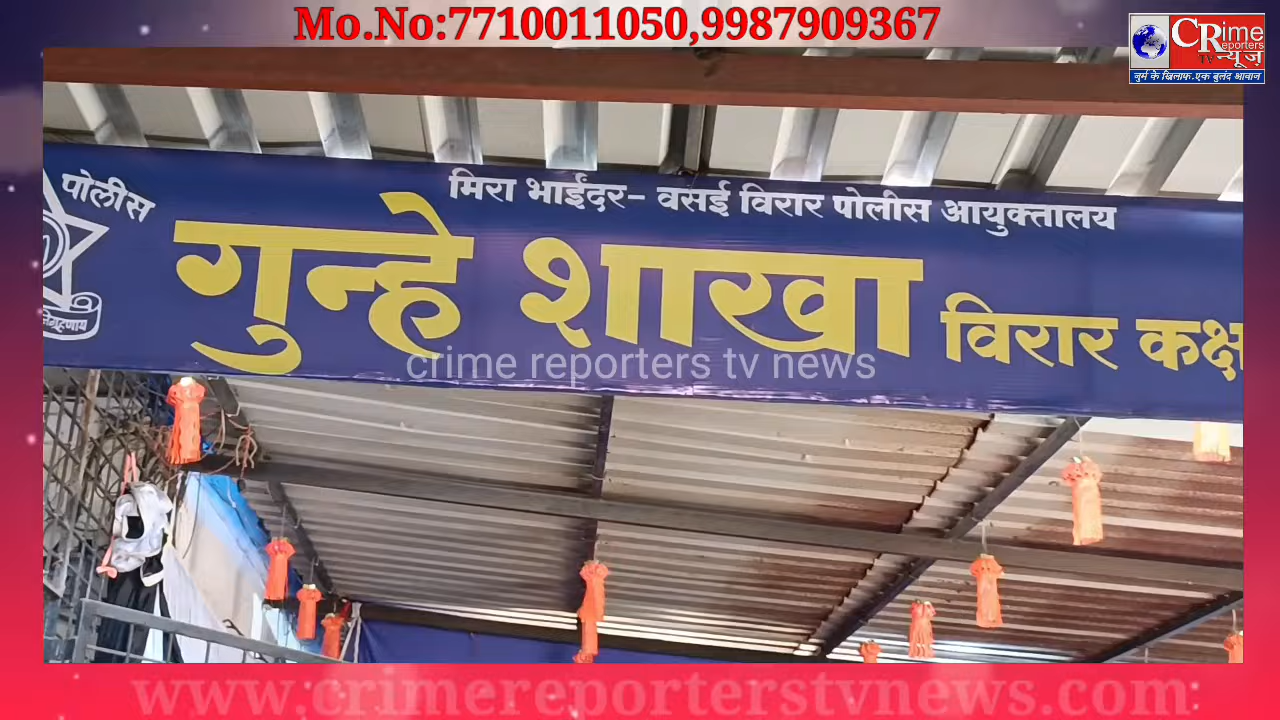 Mo.No:7710011050,9987909367
CRime
Reporters
TV न्यूज़
जुर्म के खिलाफ.एक बुलंद आवाज
पोलीस
मिरा भाईंदर- वसई विरार पोलीस आयुक्तालय
गुन्हे शाखा विरार कक्ष
crime reporters tv news
www.crimereporterstvnews.com